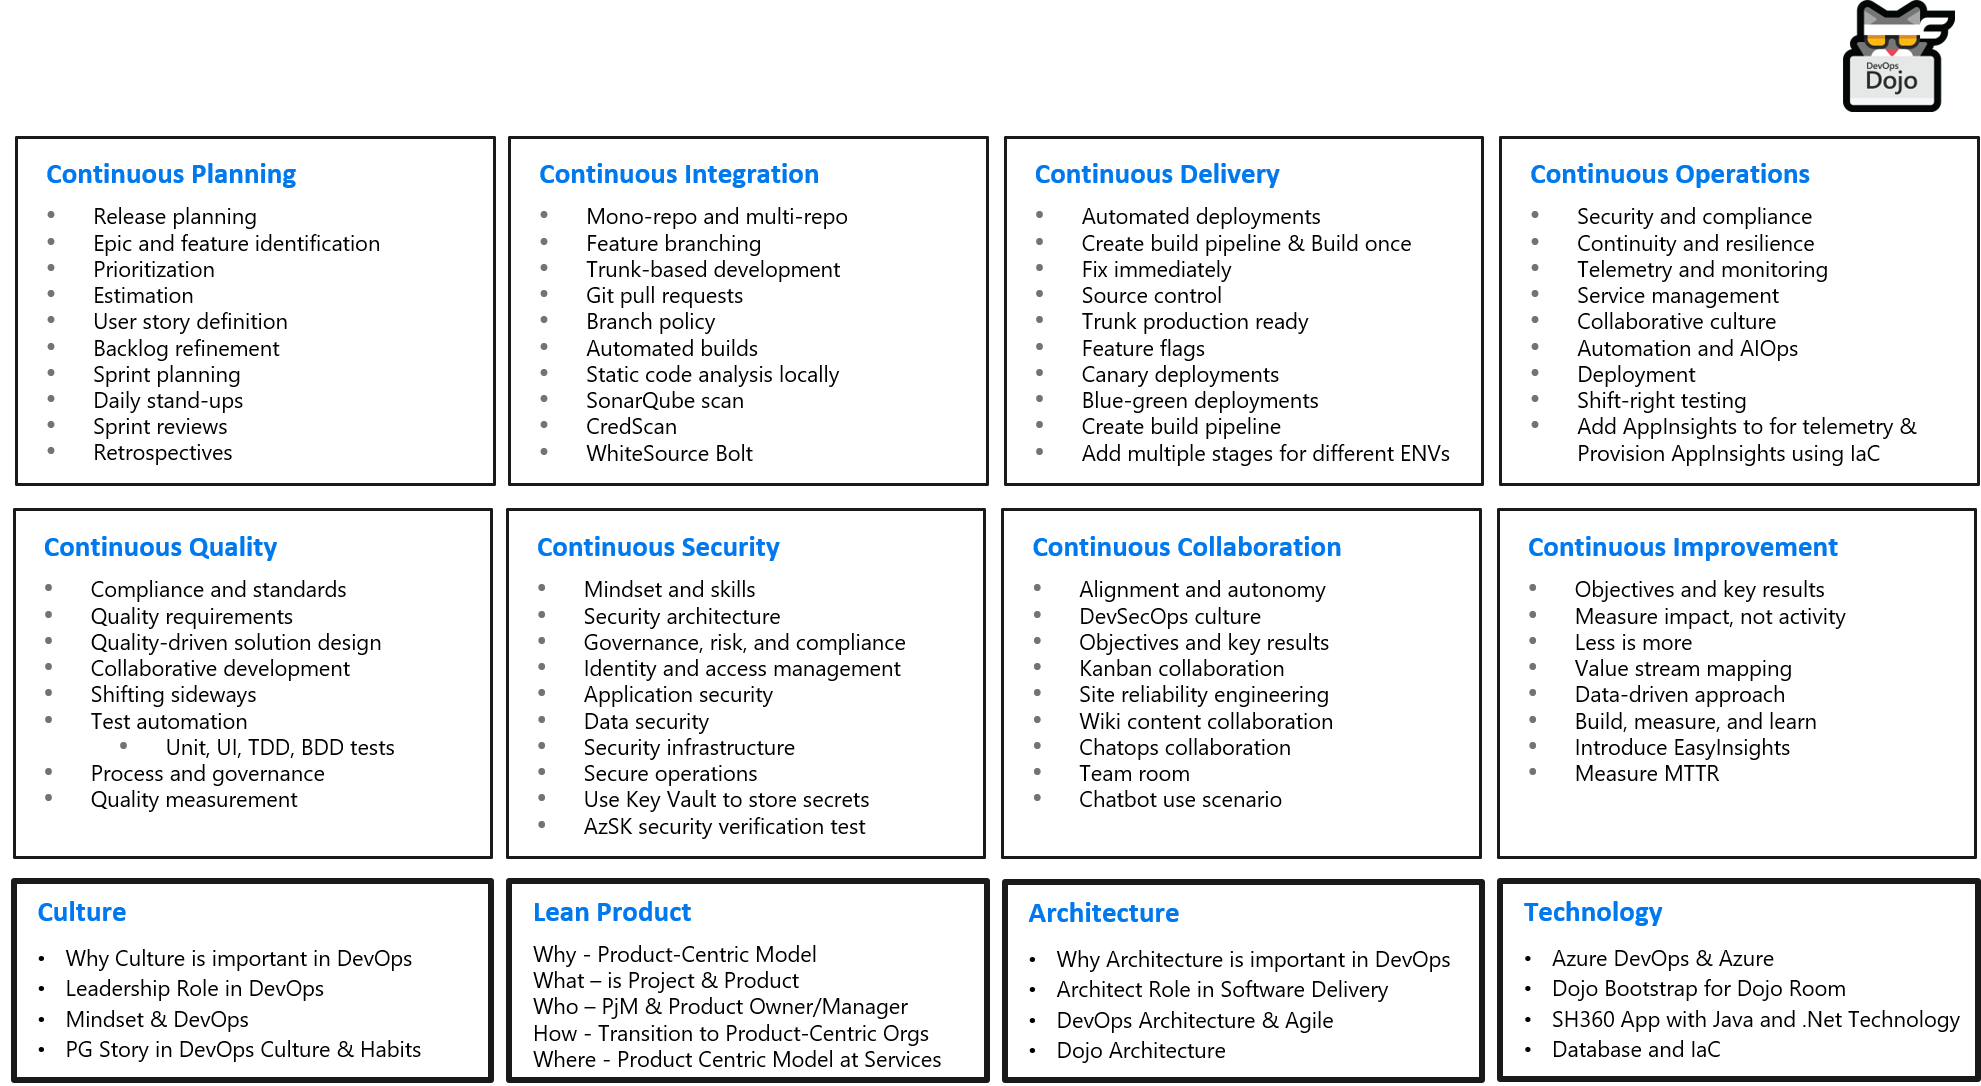 DevOps
Dojo
Continuous Planning
• Release planning
• Epic and feature identification
• Prioritization
• Estimation
• User story definition
• Backlog refinement
• Sprint planning
• Daily stand-ups
• Sprint reviews
• Retrospectives
Continuous Integration
• Mono-repo and multi-repo
• Feature branching
• Trunk-based development
• Git pull requests
• Branch policy
• Automated builds
• Static code analysis locally
• SonarQube scan
• CredScan
• WhiteSource Bolt
Continuous Delivery
• Automated deployments
• Create build pipeline & Build once
• Fix immediately
• Source control
• Trunk production ready
• Feature flags
• Canary deployments
• Blue-green deployments
• Create build pipeline
• Add multiple stages for different ENVs
Continuous Operations
• Security and compliance
• Continuity and resilience
• Telemetry and monitoring
• Service management
• Collaborative culture
• Automation and AIOps
• Deployment
• Shift-right testing
• Add AppInsights to for telemetry &
Provision AppInsights using IaC
Continuous Quality
• Compliance and standards
• Quality requirements
• Quality-driven solution design
• Collaborative development
• Shifting sideways
• Test automation
• Unit, UI, TDD, BDD tests
• Process and governance
• Quality measurement
Continuous Security
• Mindset and skills
• Security architecture
• Governance, risk, and compliance
• Identity and access management
• Application security
• Data security
• Security infrastructure
• Secure operations
• Use Key Vault to store secrets
• AzSK security verification test
Continuous Collaboration
• Alignment and autonomy
• DevSecOps culture
• Objectives and key results
• Kanban collaboration
• Site reliability engineering
• Wiki content collaboration
• Chatops collaboration
• Team room
• Chatbot use scenario
Continuous Improvement
• Objectives and key results
• Measure impact, not activity
• Less is more
• Value stream mapping
• Data-driven approach
• Build, measure, and learn
• Introduce EasyInsights
• Measure MTTR
Culture
• Why Culture is important in DevOps
• Leadership Role in DevOps
• Mindset & DevOps
• PG Story in DevOps Culture & Habits
Lean Product
Why - Product-Centric Model
What – is Project & Product
Who – PjM & Product Owner/Manager
How - Transition to Product-Centric Orgs
Where - Product Centric Model at Services
Architecture
• Why Architecture is important in DevOps
• Architect Role in Software Delivery
• DevOps Architecture & Agile
• Dojo Architecture
Technology
• Azure DevOps & Azure
• Dojo Bootstrap for Dojo Room
• SH360 App with Java and .Net Technology
• Database and IaC